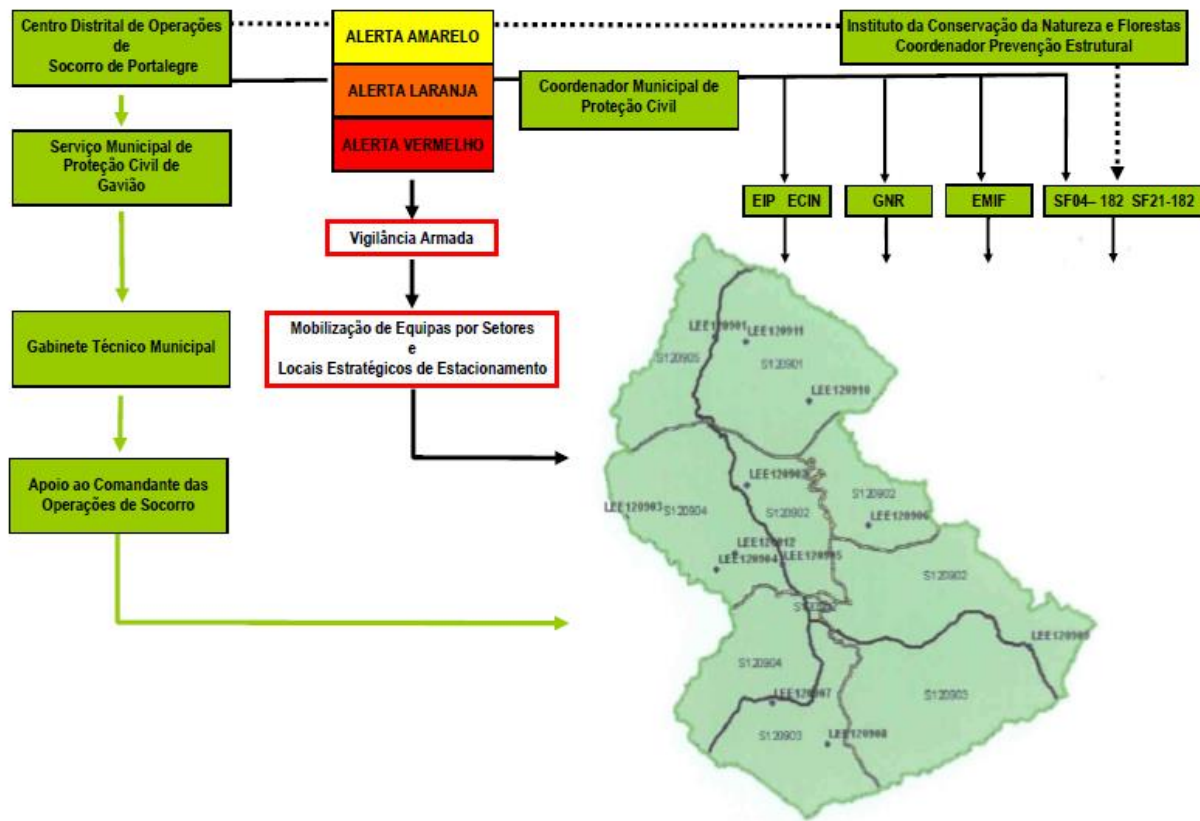 Centro Distrital de Operações
de
Socorro de Portalegre
ALERTA AMARELO
ALERTA LARANJA
ALERTA VERMELHO
Instituto da Conservação da Natureza e Florestas
Coordenador Prevenção Estrutural
Coordenador Municipal de
Proteção Civil
Serviço Municipal de
Proteção Civil de
Gavião
EIP ECIN
GNR
EMIF
SF04– 182 SF21-182
Vigilância Armada
Mobilização de Equipas por Setores
e
Locais Estratégicos de Estacionamento
Gabinete Técnico Municipal
Apoio ao Comandante das
Operações de Socorro
LEE120901
LEE120911
S120905
S120901
LEE120910
LEE120902
S120902
LEE120903
S120904
S120902
LEE120906
LEE120912
LEE120904
LEE120905
S120902
LEE120909
S120904
LEE120907
S120903
S120903
LEE120908